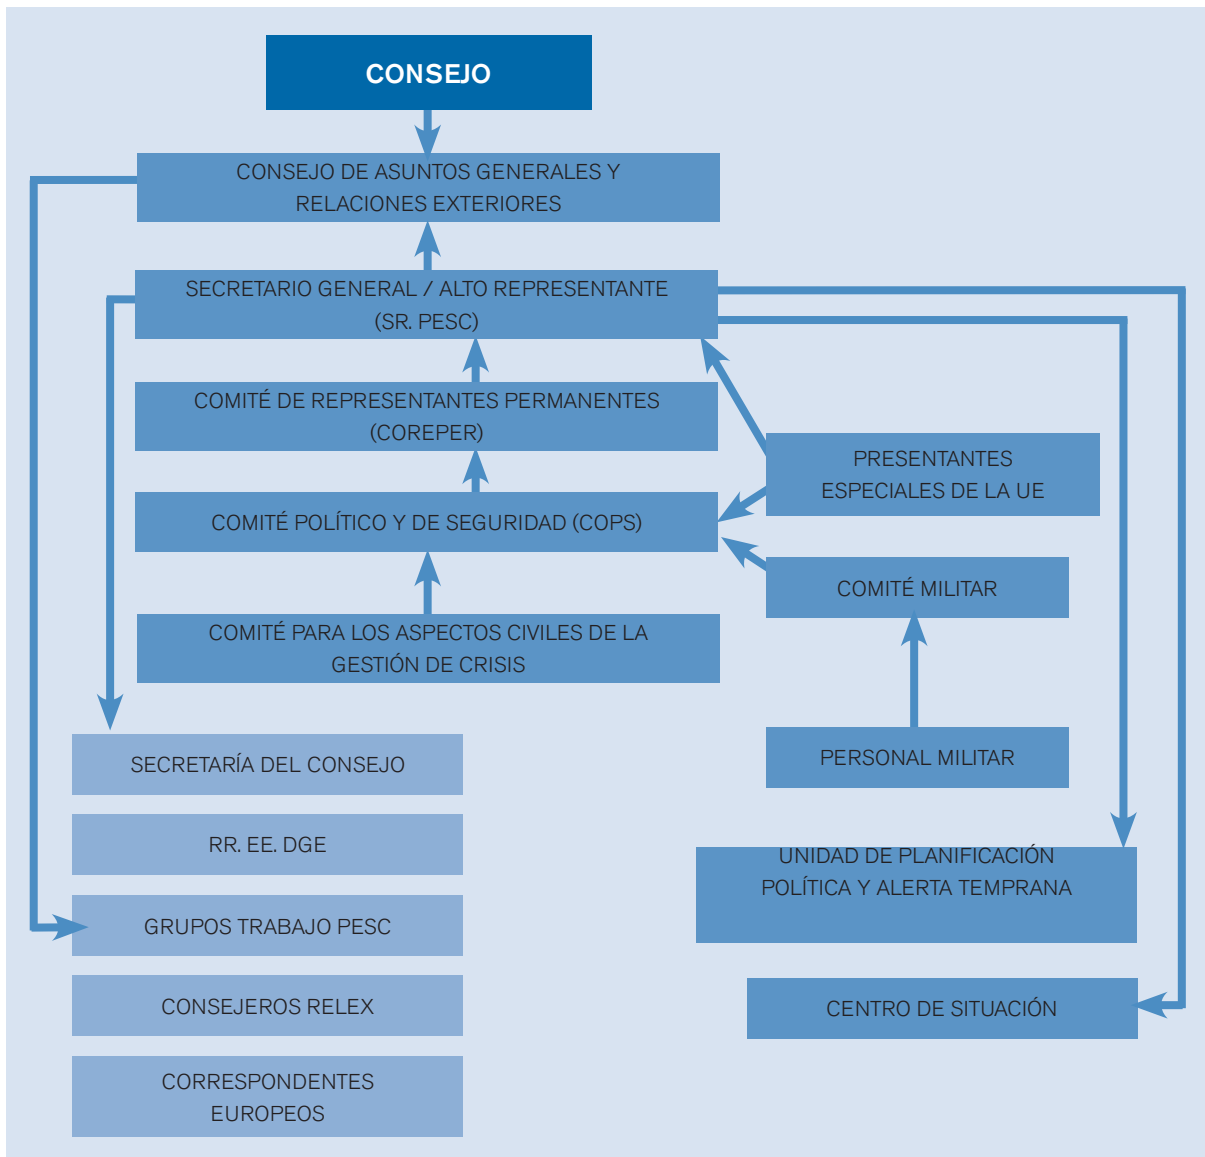 CONSEJO
CONSEJO DE ASUNTOS GENERALES Y
RELACIONES EXTERIORES
SECRETARIO GENERAL / ALTO REPRESENTANTE
(SR. PESC)
COMITÉ DE REPRESENTANTES PERMANENTES
(COREPER)
PRESENTANTES
ESPECIALES DE LA UE
COMITÉ POLÍTICO Y DE SEGURIDAD (COPS)
COMITÉ MILITAR
COMITÉ PARA LOS ASPECTOS CIVILES DE LA
GESTIÓN DE CRISIS
PERSONAL MILITAR
SECRETARÍA DEL CONSEJO
RR. EE. DGE
UNIDAD DE PLANIFICACIÓN
POLÍTICA Y ALERTA TEMPRANA
GRUPOS TRABAJO PESC
CONSEJEROS RELEX
CENTRO DE SITUACIÓN
CORRESPONDENTES
EUROPEOS